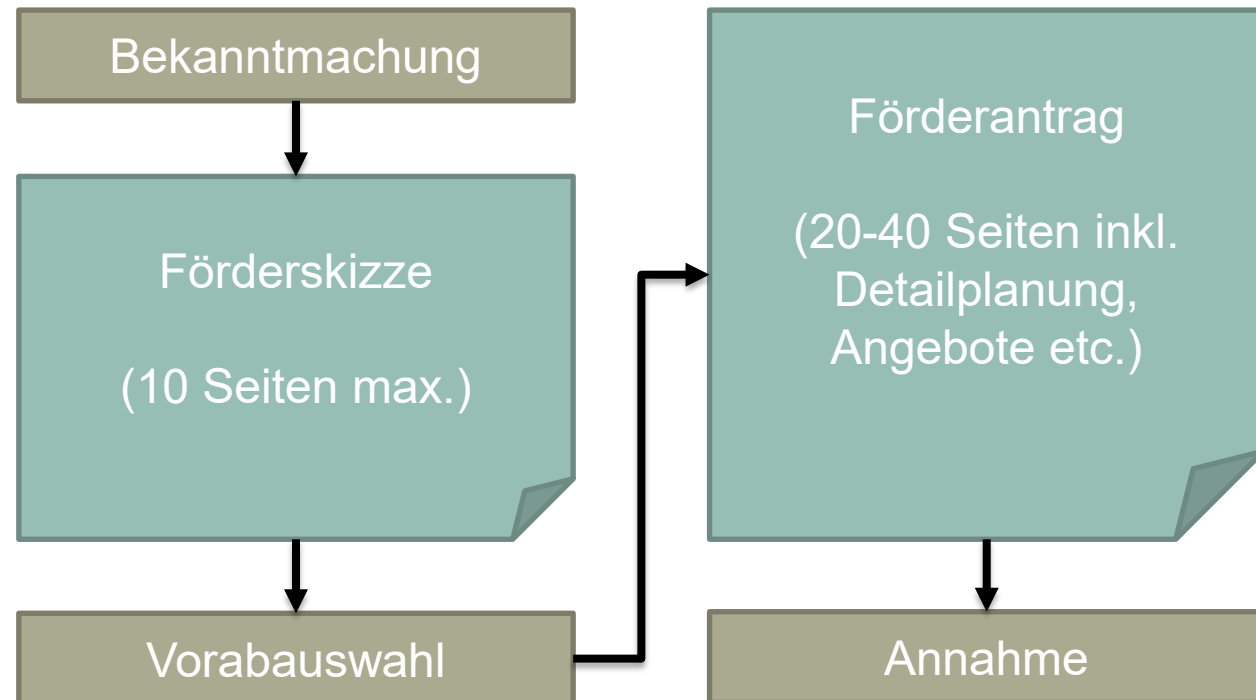 Bekanntmachung
Förderskizze
(10 Seiten max.)
Vorabauswahl
Förderantrag
(20-40 Seiten inkl.
Detailplanung,
Angebote etc.)
Annahme